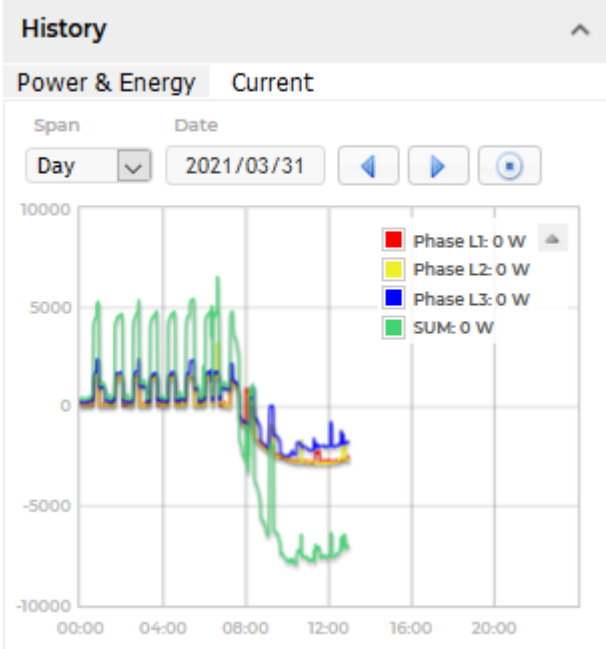 History
Power & Energy Current
Span Date
Day 2021/03/31
10000
Phase L1: 0 W
Phase L2: 0 W
Phase L3: 0 W
SUM: 0 W
5000
0
-5000
-10000
00:00 04:00 08:00 12:00 16:00 20:00